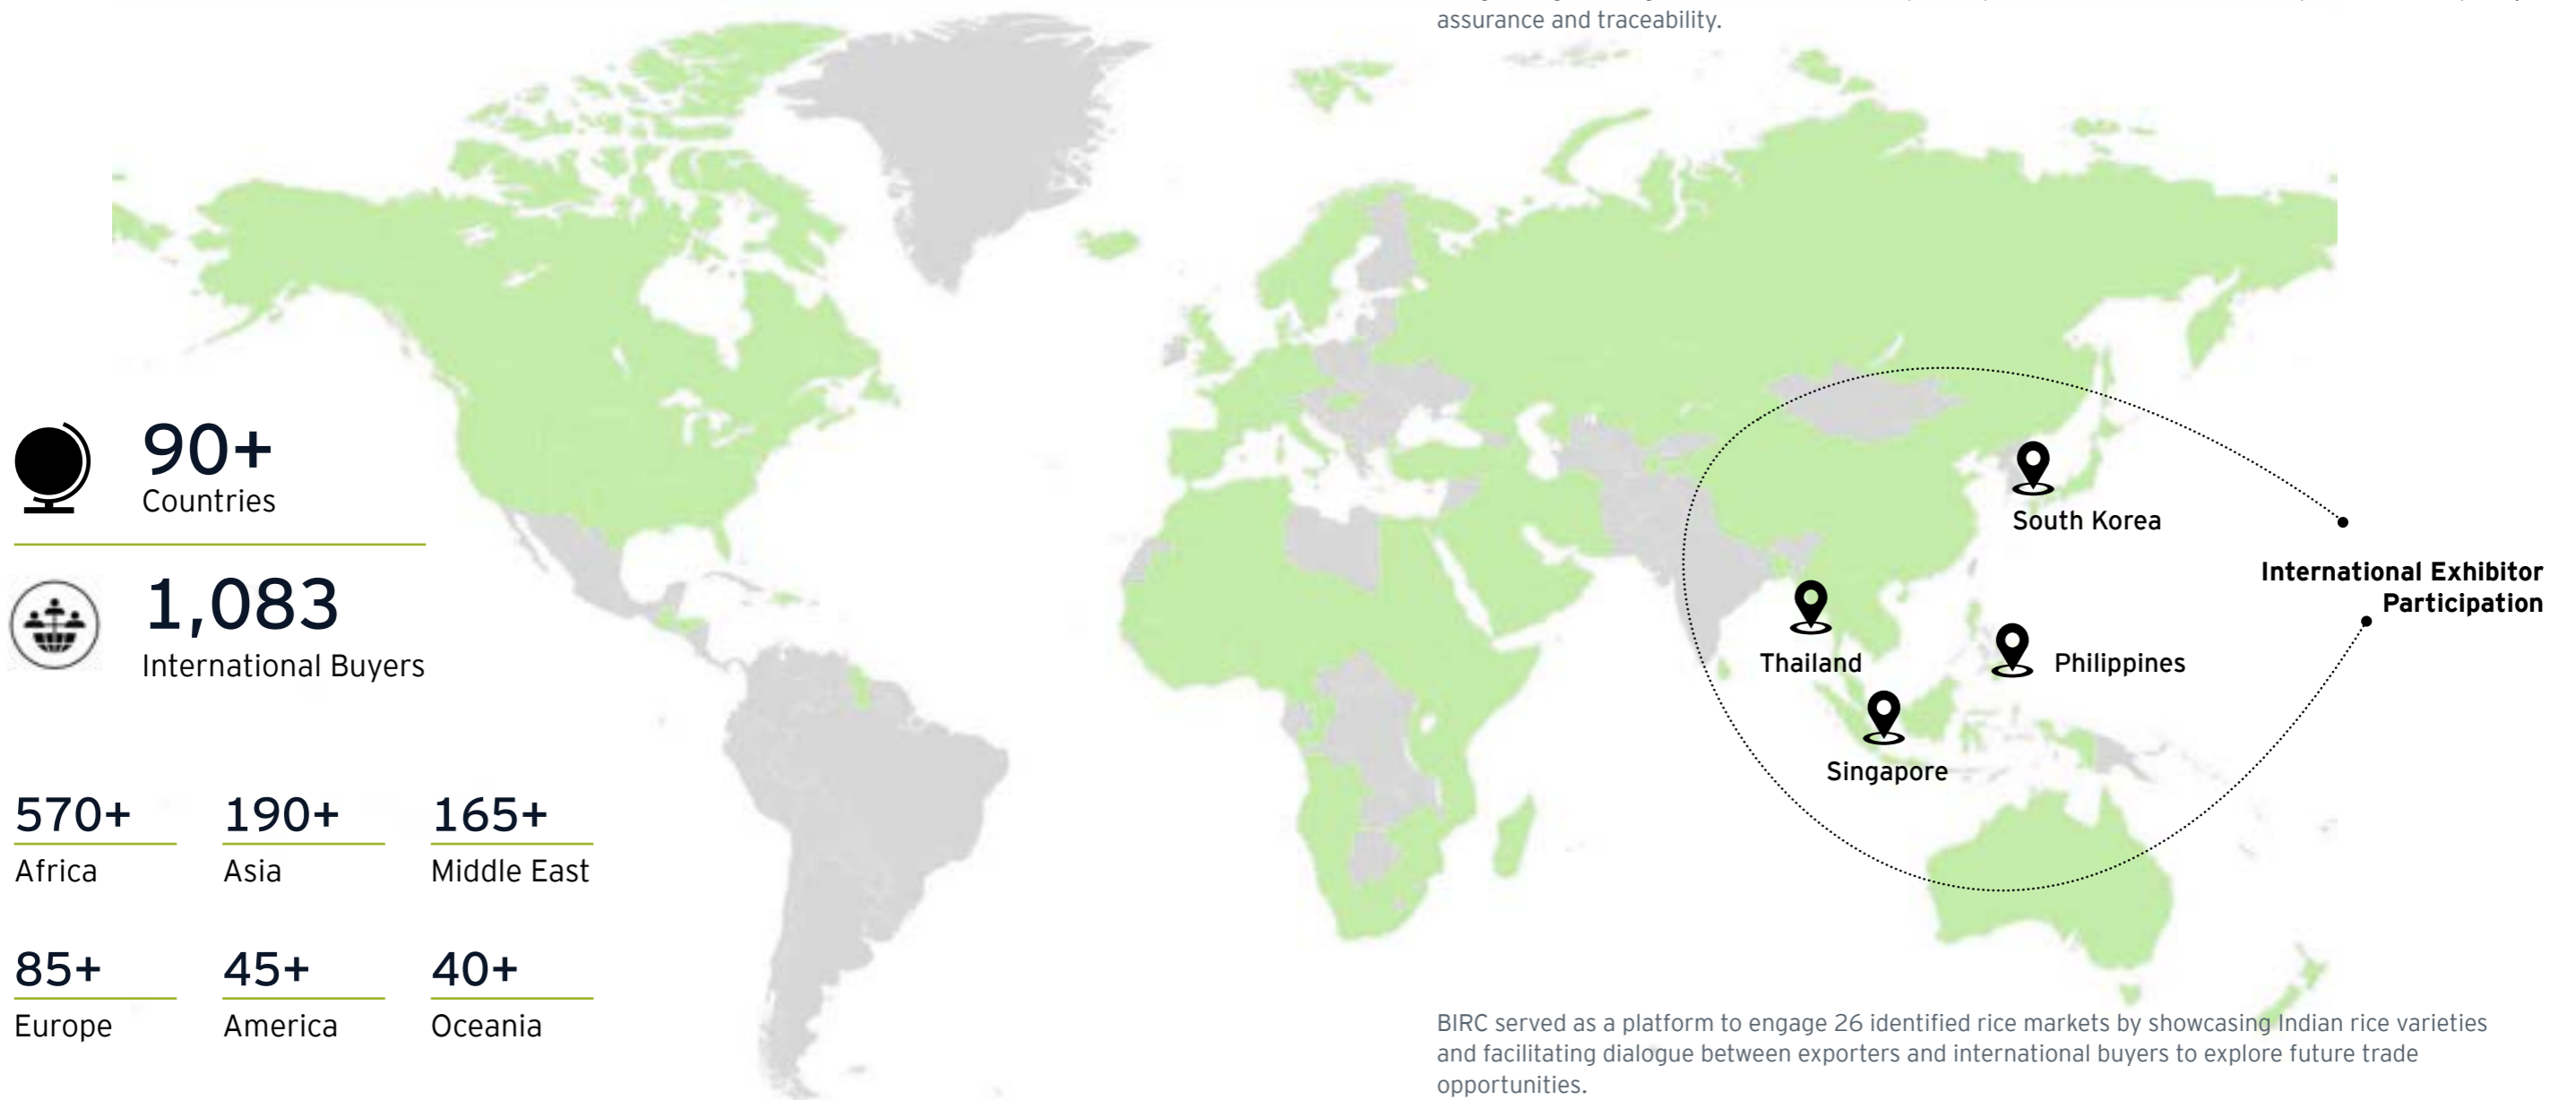 assurance and traceability.
90+
Countries
1,083
International Buyers
570+
Africa
190+
Asia
165+
Middle East
85+
Europe
45+
America
40+
Oceania
South Korea
Thailand
Philippines
Singapore
International Exhibitor
Participation
BIRC served as a platform to engage 26 identified rice markets by showcasing Indian rice varieties
and facilitating dialogue between exporters and international buyers to explore future trade
opportunities.